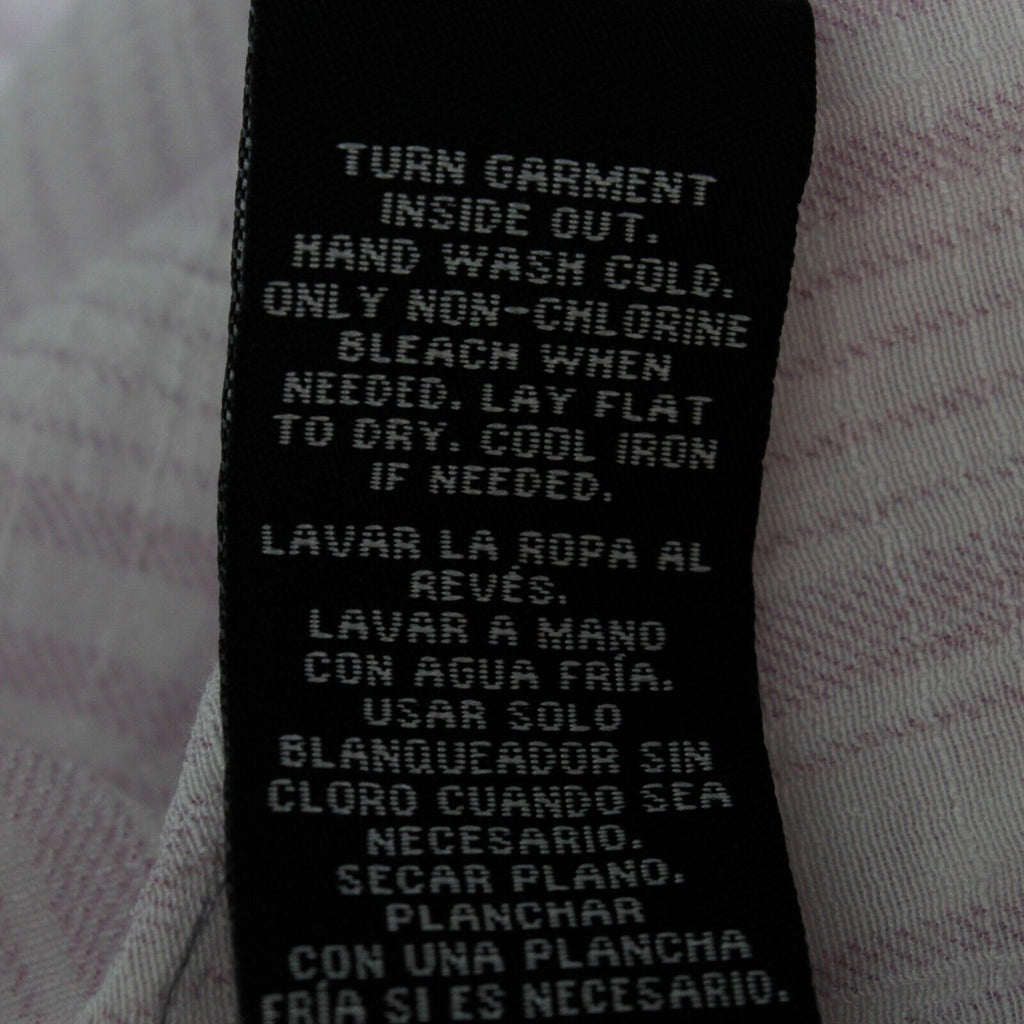 TURN GARMENT
INSIDE OUT.
HAND WASH COLD.
ONLY NON-CHLORINE
BLEACH WHEN
NEEDED. LAY FLAT
TO DRY. COOL IRON
IF NEEDED.
LAVAR LA ROPA AL
REVÉS.
LAVAR A MANO
CON AGUA FRÍA.
USAR SOLO
BLANQUEADOR SIN
CLORO CUANDO SEA
NECESARIO.
SECAR PLANO.
PLANCHAR
CON UNA PLANCHA
FRÍA SI ES NECESARIO.